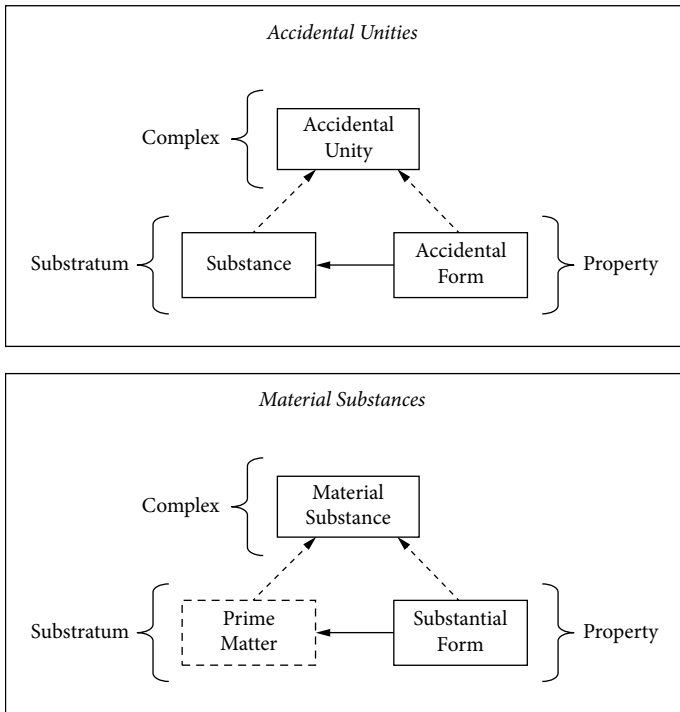 Accidental Unities
Complex
Accidental
Unity
Substratum
Substance
Accidental
Form
Property
Material Substances
Complex
Material
Substance
Substratum
Prime
Matter
Substantial
Form
Property